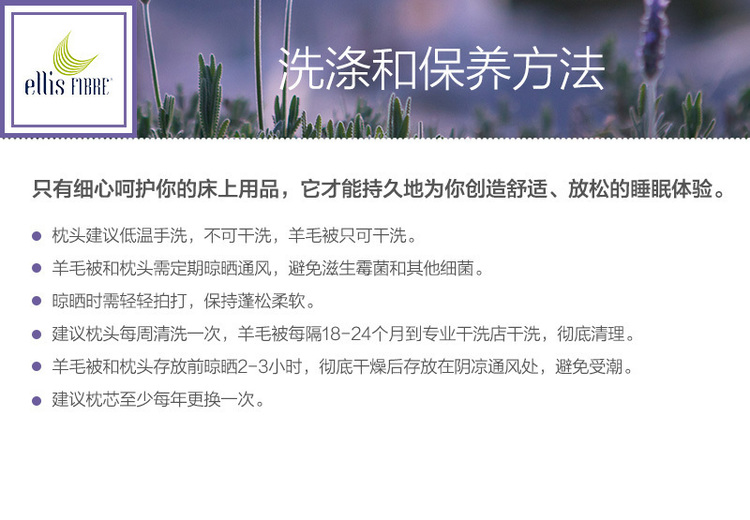 ellis FIBRE®
洗涤和保养方法
只有细心呵护你的床上用品，它才能持久地为你创造舒适、放松的睡眠体验。
● 枕头建议低温手洗，不可干洗，羊毛被只可干洗。
● 羊毛被和枕头需定期晾晒通风，避免滋生霉菌和其他细菌。
● 晾晒时需轻轻拍打，保持蓬松柔软。
● 建议枕头每周清洗一次，羊毛被每隔18-24个月到专业干洗店干洗，彻底清理。
● 羊毛被和枕头存放前晾晒2-3小时，彻底干燥后存放在阴凉通风处，避免受潮。
● 建议枕芯至少每年更换一次。